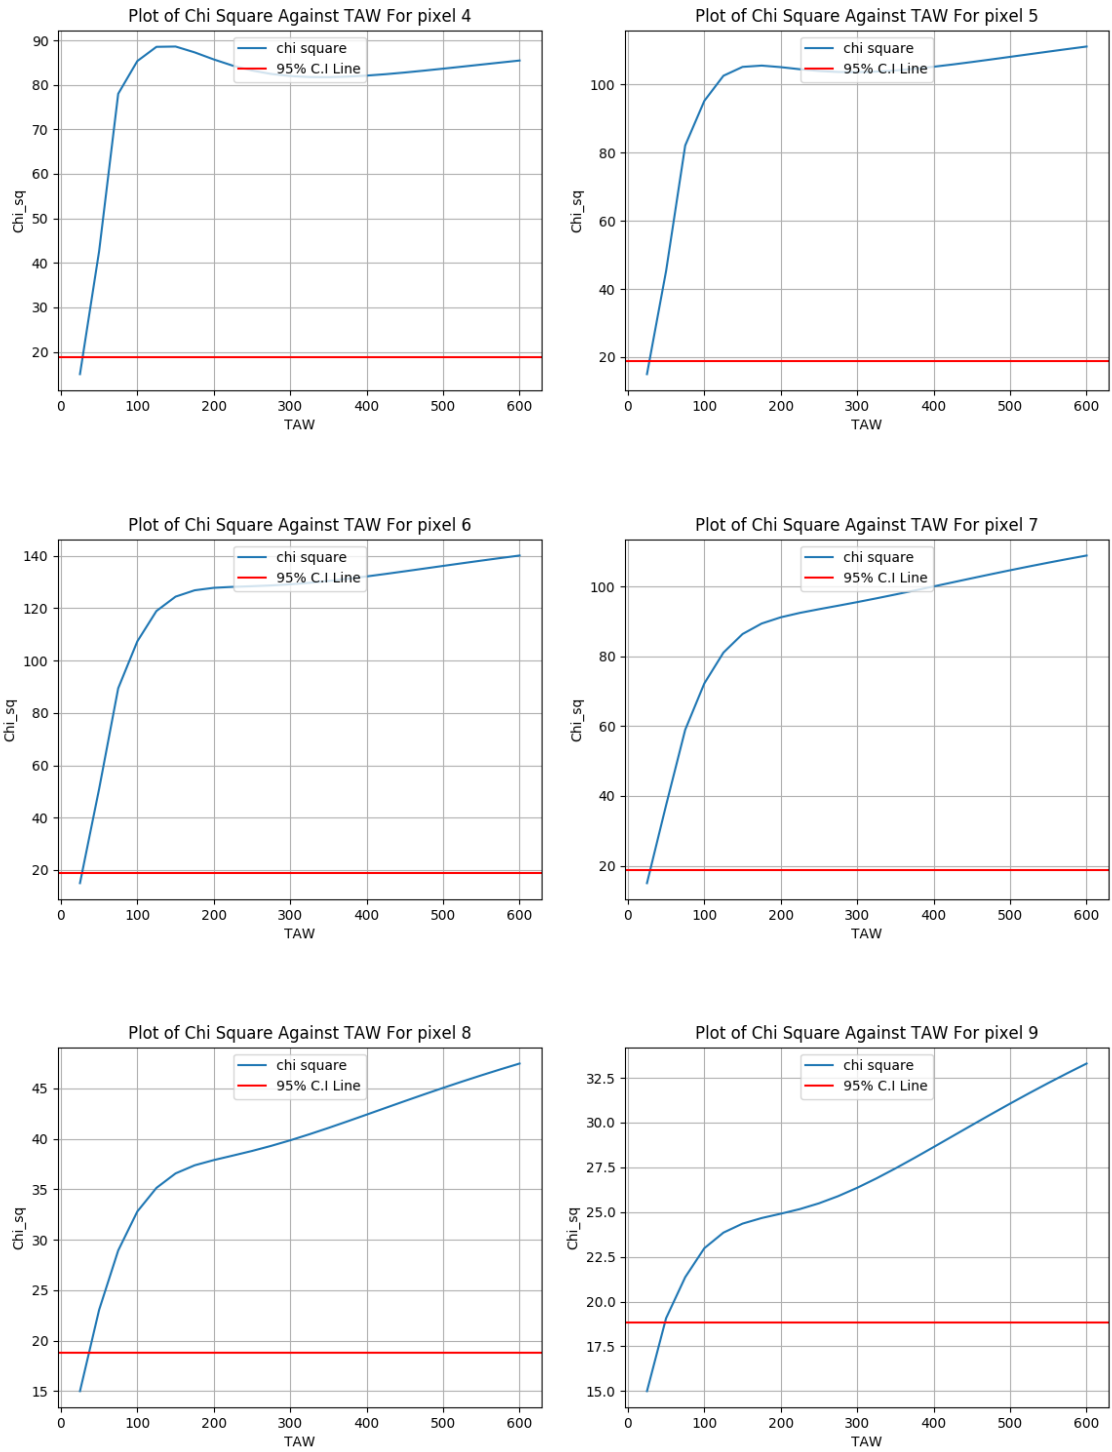 Plot of Chi Square Against TAW For pixel 4
chi square
95% C.I Line
90
80
70
60
50
40
30
20
Chi_sq
0 100 200 300 400 500 600
TAW
Plot of Chi Square Against TAW For pixel 5
chi square
95% C.I Line
100
80
60
40
20
Chi_sq
0 100 200 300 400 500 600
TAW
Plot of Chi Square Against TAW For pixel 6
chi square
95% C.I Line
140
120
100
80
60
40
20
Chi_sq
0 100 200 300 400 500 600
TAW
Plot of Chi Square Against TAW For pixel 7
chi square
95% C.I Line
100
80
60
40
20
Chi_sq
0 100 200 300 400 500 600
TAW
Plot of Chi Square Against TAW For pixel 8
chi square
95% C.I Line
45
40
35
30
25
20
15
Chi_sq
0 100 200 300 400 500 600
TAW
Plot of Chi Square Against TAW For pixel 9
chi square
95% C.I Line
32.5
30.0
27.5
25.0
22.5
20.0
17.5
15.0
Chi_sq
0 100 200 300 400 500 600
TAW